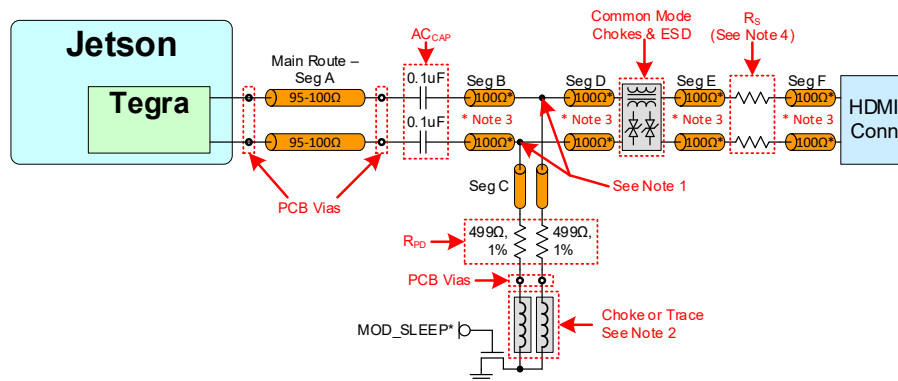 Jetson
Tegra
Main Route –
Seg A
95-100Ω
95-100Ω
PCB Vias
AC_CAP
0.1uF
0.1uF
Seg B
100Ω*
* Note 3
100Ω*
Seg D
100Ω*
* Note 3
100Ω*
Common Mode
Chokes & ESD
Seg E
100Ω*
* Note 3
100Ω*
R_S
(See Note 4)
Seg F
100Ω*
* Note 3
100Ω*
HDMI
Conn
See Note 1
Seg C
R_PD
499Ω,
1%
499Ω,
1%
PCB Vias
Choke or Trace
See Note 2
MOD_SLEEP*